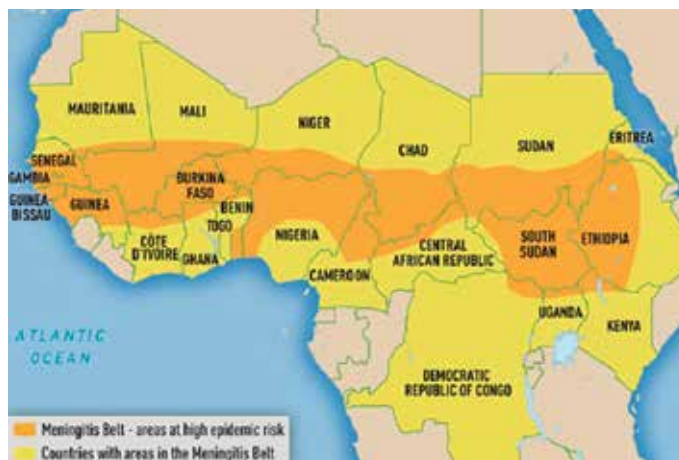 MAURITANIA
MALI
NIGER
CHAD
SUDAN
ERITREA
SENEGAL
GAMBIA
GUINEA-
BISSAU
GUINEA
BURKINA
FASO
BENIN
TOGO
CÔTE
D'IVOIRE
GHANA
NIGERIA
CAMEROON
CENTRAL
AFRICAN REPUBLIC
SOUTH
SUDAN
ETHIOPIA
UGANDA
KENYA
DEMOCRATIC
REPUBLIC OF CONGO
ATLANTIC
OCEAN
Meningitis Belt - areas at high epidemic risk
Countries with areas in the Meningitis Belt